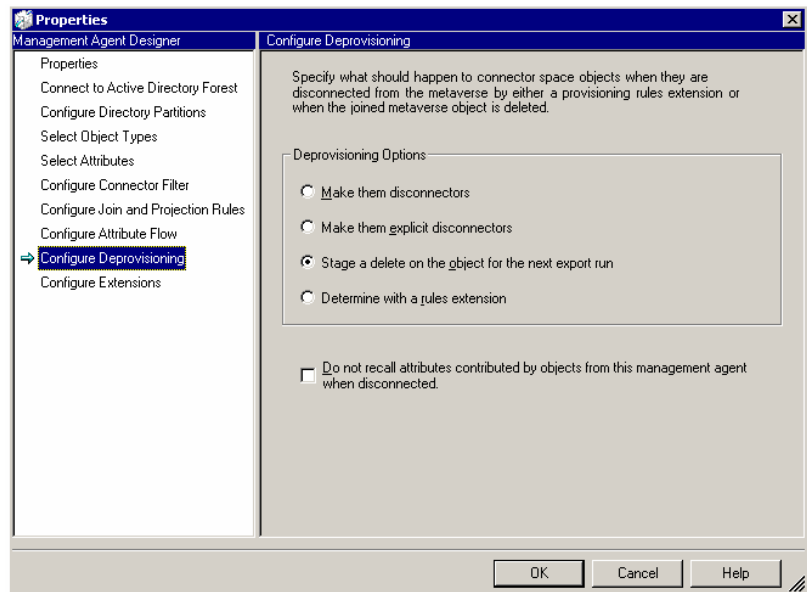 Properties
Management Agent Designer
Configure Deprovisioning
Properties
Connect to Active Directory Forest
Configure Directory Partitions
Select Object Types
Select Attributes
Configure Connector Filter
Configure Join and Projection Rules
Configure Attribute Flow
Configure Deprovisioning
Configure Extensions
Specify what should happen to connector space objects when they are
disconnected from the metaverse by either a provisioning rules extension or
when the joined metaverse object is deleted.
Deprovisioning Options
Make them disconnectors
Make them explicit disconnectors
Stage a delete on the object for the next export run
Determine with a rules extension
Do not recall attributes contributed by objects from this management agent
when disconnected.
OK
Cancel
Help